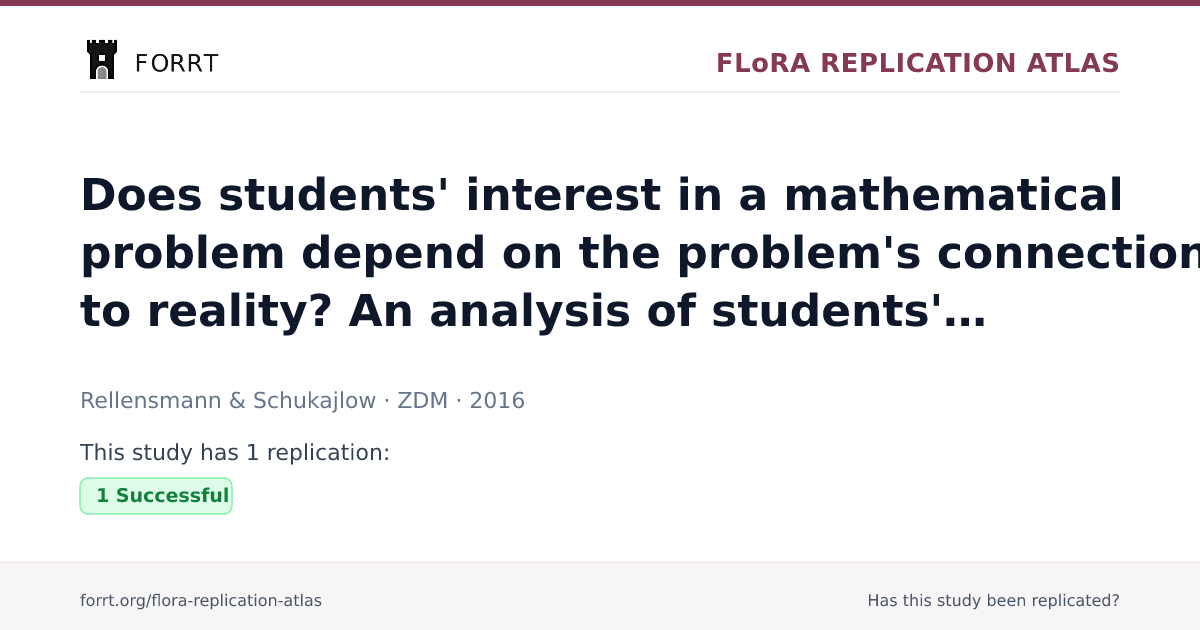 FORRT
FLoRA REPLICATION ATLAS
Does students' interest in a mathematical
problem depend on the problem's connection
to reality? An analysis of students'…
Rellensmann & Schukajlow · ZDM · 2016
This study has 1 replication:
1 Successful
forrt.org/flora-replication-atlas
Has this study been replicated?